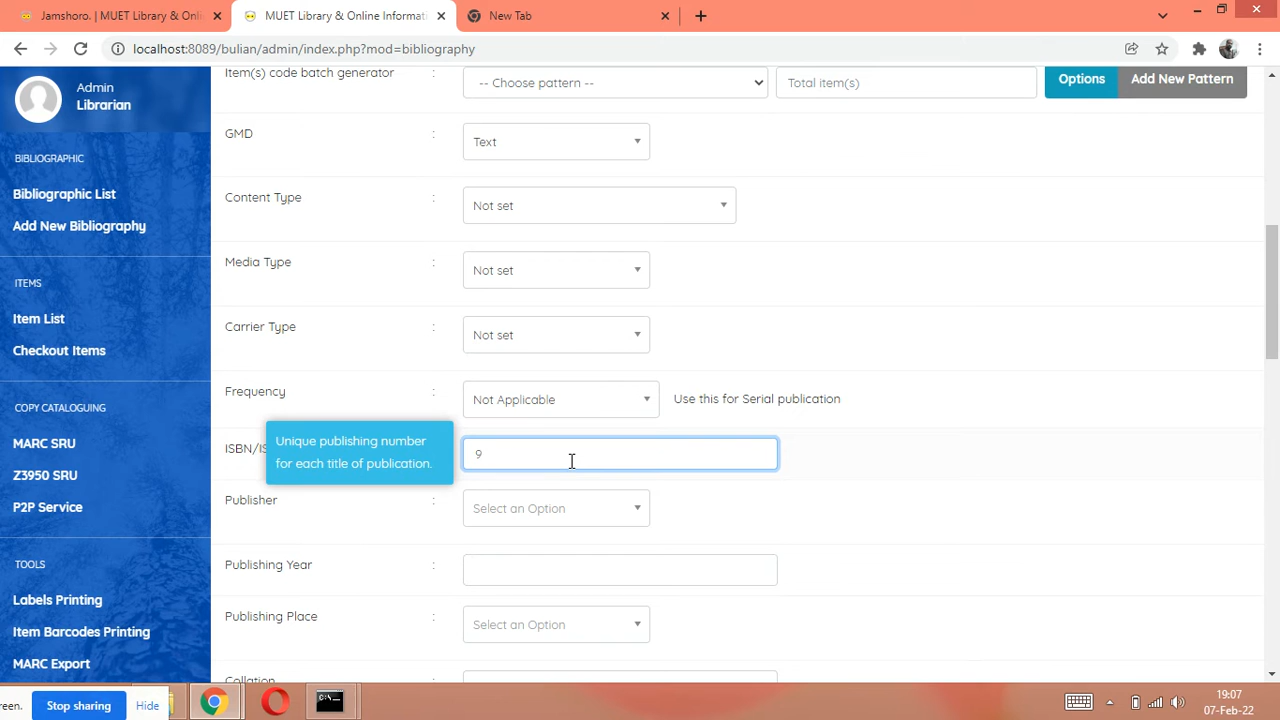 Jamshoro. | MUET Library & Onlin
MUET Library & Online Informati
New Tab
localhost:8089/bulian/admin/index.php?mod=bibliography
Admin
Librarian
BIBLIOGRAPHIC
Bibliographic List
Add New Bibliography
ITEMS
Item List
Checkout Items
COPY CATALOGUING
MARC SRU
Z3950 SRU
P2P Service
TOOLS
Labels Printing
Item Barcodes Printing
MARC Export
Item(s) code batch generator : -- Choose pattern -- Total item(s) Options Add New Pattern
GMD : Text
Content Type : Not set
Media Type : Not set
Carrier Type : Not set
Frequency : Not Applicable Use this for Serial publication
ISBN/IS 9
Unique publishing number
for each title of publication.
Publisher : Select an Option
Publishing Year :
Publishing Place : Select an Option
Collation
reen. Stop sharing Hide
19:07
07-Feb-22